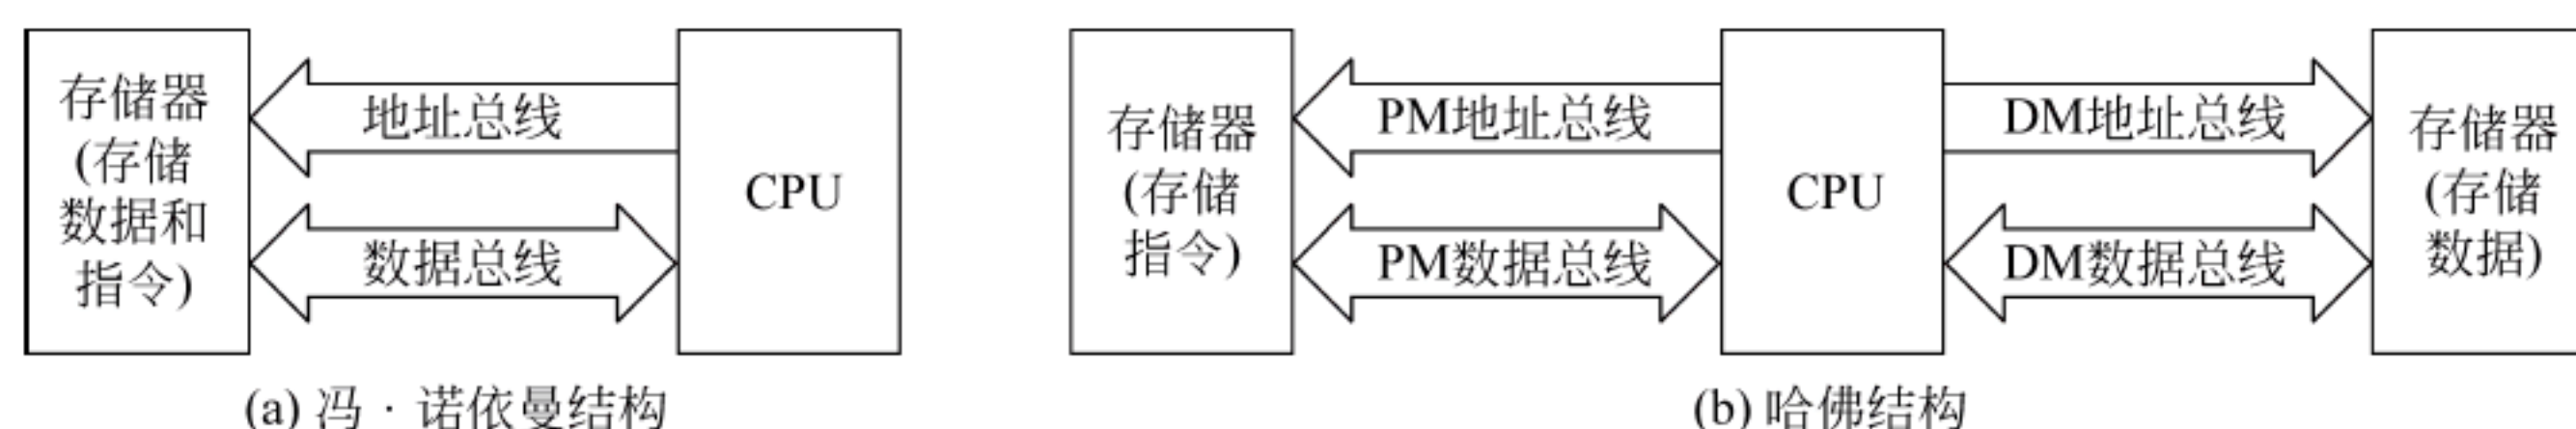 存储器
(存储
数据和
指令)
地址总线
数据总线
CPU
(a) 冯 · 诺依曼结构
存储器
(存储
指令)
PM地址总线
PM数据总线
CPU
DM地址总线
DM数据总线
存储器
(存储
数据)
(b) 哈佛结构